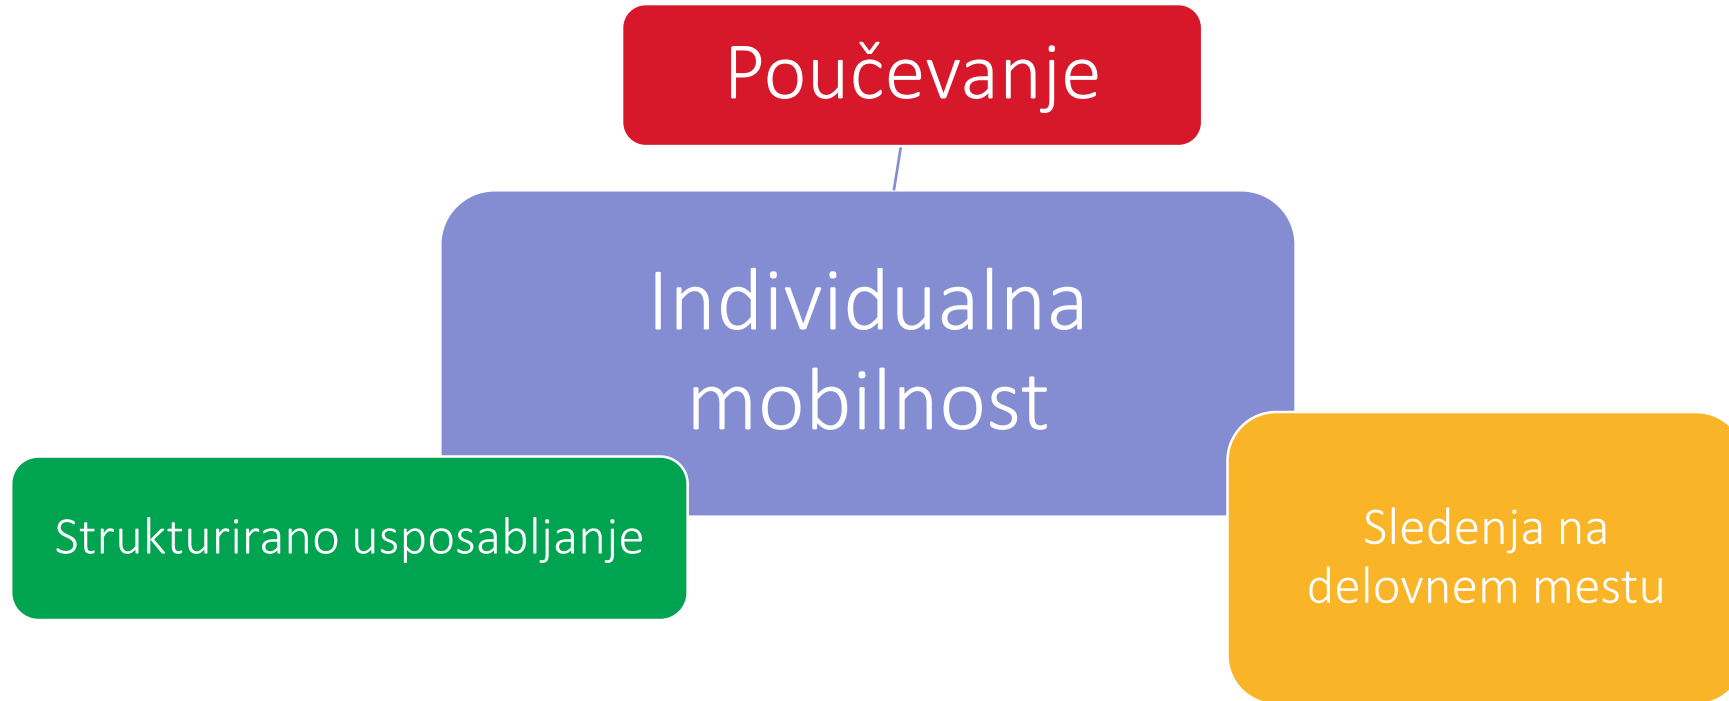 Poučevanje
Individualna
mobilnost
Strukturirano usposabljanje
Sledenja na
delovnem mestu